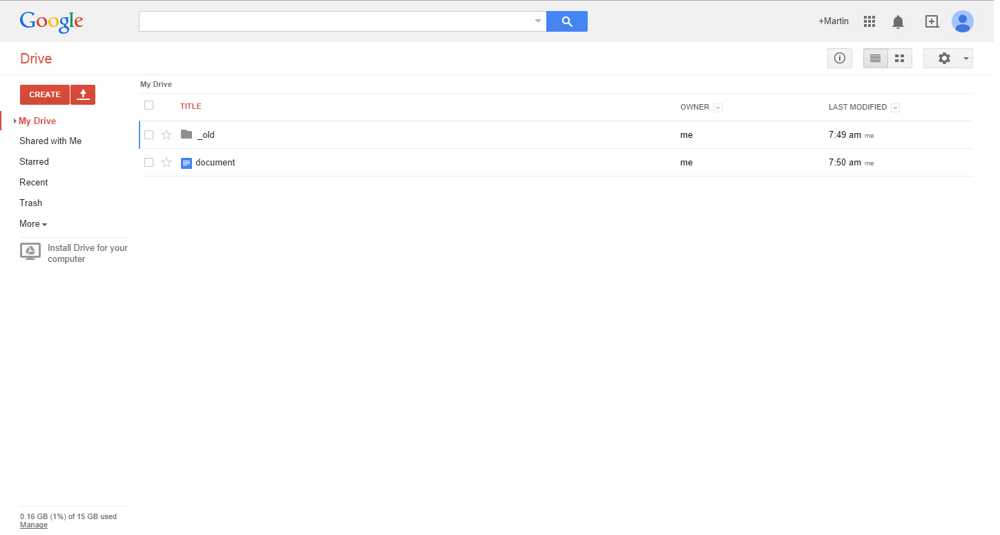 Google
+Martin
Drive
CREATE
My Drive
Shared with Me
Starred
Recent
Trash
More
Install Drive for your
computer
My Drive
TITLE OWNER LAST MODIFIED
_old me 7:49 am me
document me 7:50 am me
0.16 GB (1%) of 15 GB used
Manage